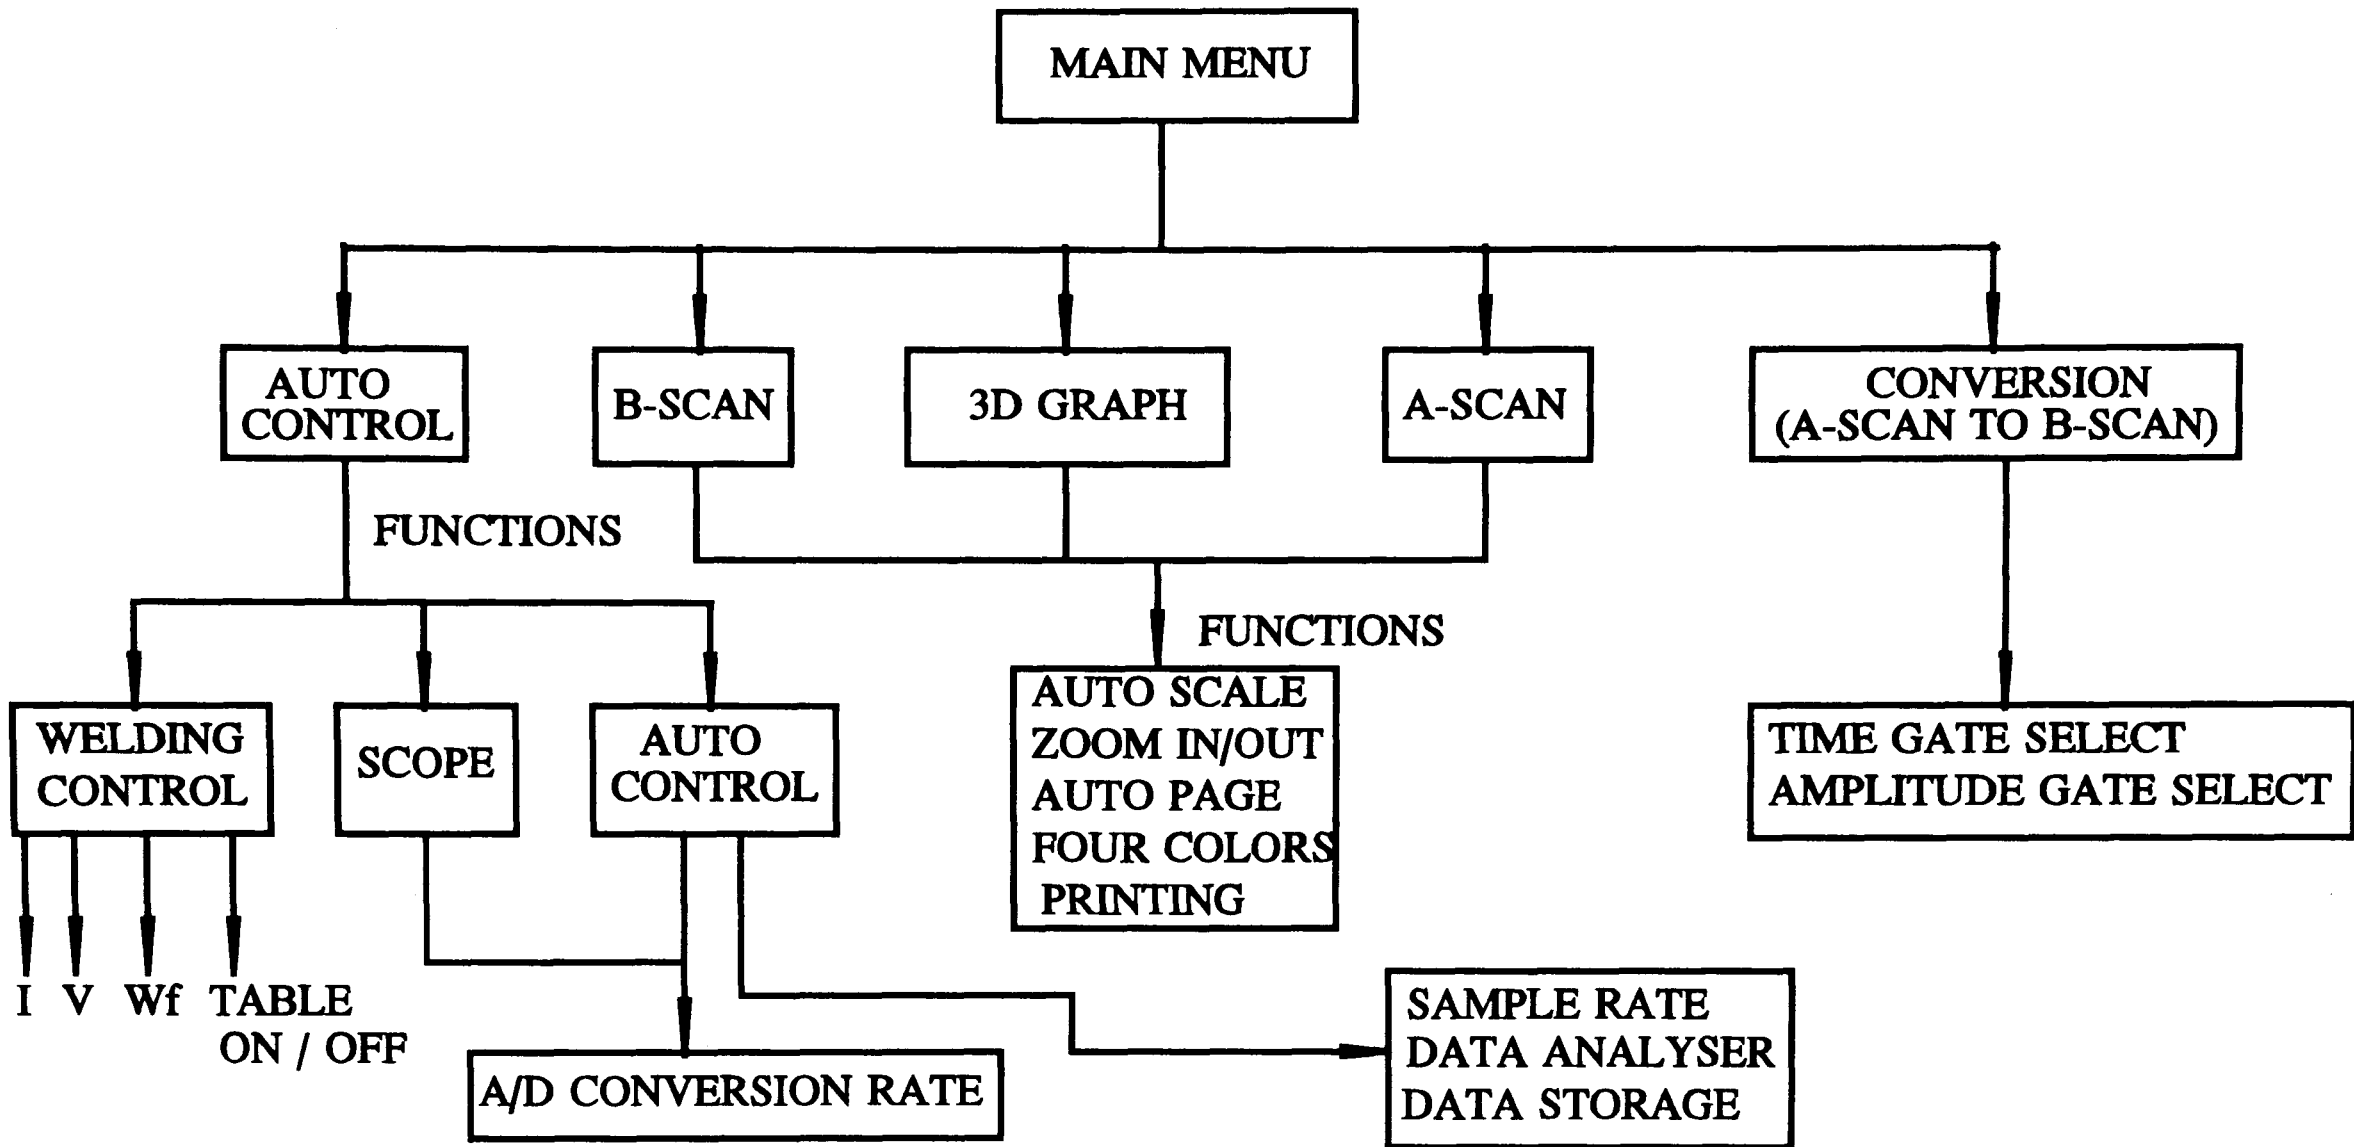 MAIN MENU
AUTO
CONTROL
B-SCAN
3D GRAPH
A-SCAN
CONVERSION
(A-SCAN TO B-SCAN)
FUNCTIONS
FUNCTIONS
WELDING
CONTROL
SCOPE
AUTO
CONTROL
AUTO SCALE
ZOOM IN/OUT
AUTO PAGE
FOUR COLORS
PRINTING
TIME GATE SELECT
AMPLITUDE GATE SELECT
I V Wf TABLE
ON / OFF
A/D CONVERSION RATE
SAMPLE RATE
DATA ANALYSER
DATA STORAGE